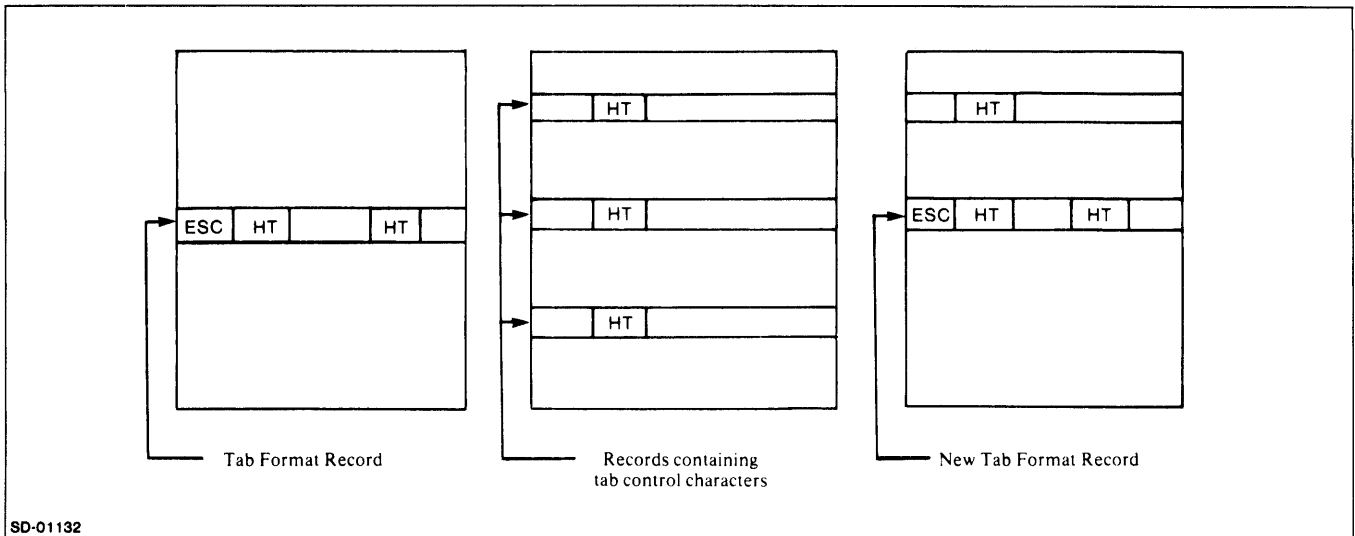 HT
HT
ESC HT HT
HT
ESC HT HT
HT
Tab Format Record
Records containing
tab control characters
New Tab Format Record
SD-01132